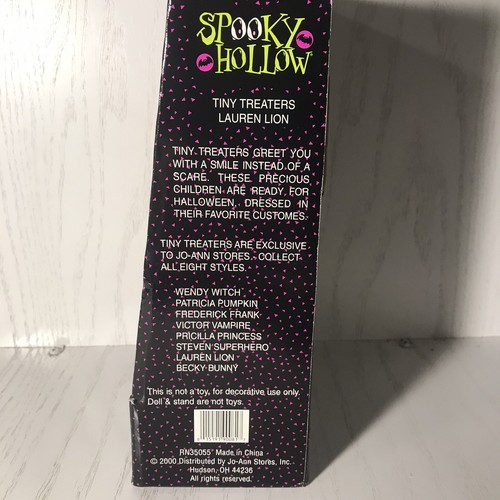 SPOOKY
HOLLOW
TINY TREATERS
LAUREN LION
TINY TREATERS GREET YOU
WITH A SMILE INSTEAD OF A
SCARE. THESE PRECIOUS
CHILDREN ARE READY FOR
HALLOWEEN, DRESSED IN
THEIR FAVORITE CUSTOMES.
TINY TREATERS ARE EXCLUSIVE
TO JO-ANN STORES. COLLECT
ALL EIGHT STYLES.
WENDY WITCH
PATRICIA PUMPKIN
FREDERICK FRANK
VICTOR VAMPIRE
PRICILLA PRINCESS
STEVEN SUPERHERO
LAUREN LION
BECKY BUNNY
This is not a toy, for decorative use only.
Doll & stand are not toys.
RN35055 Made in China
© 2000 Distributed by Jo-Ann Stores, Inc.
Hudson, OH 44236
All rights reserved.